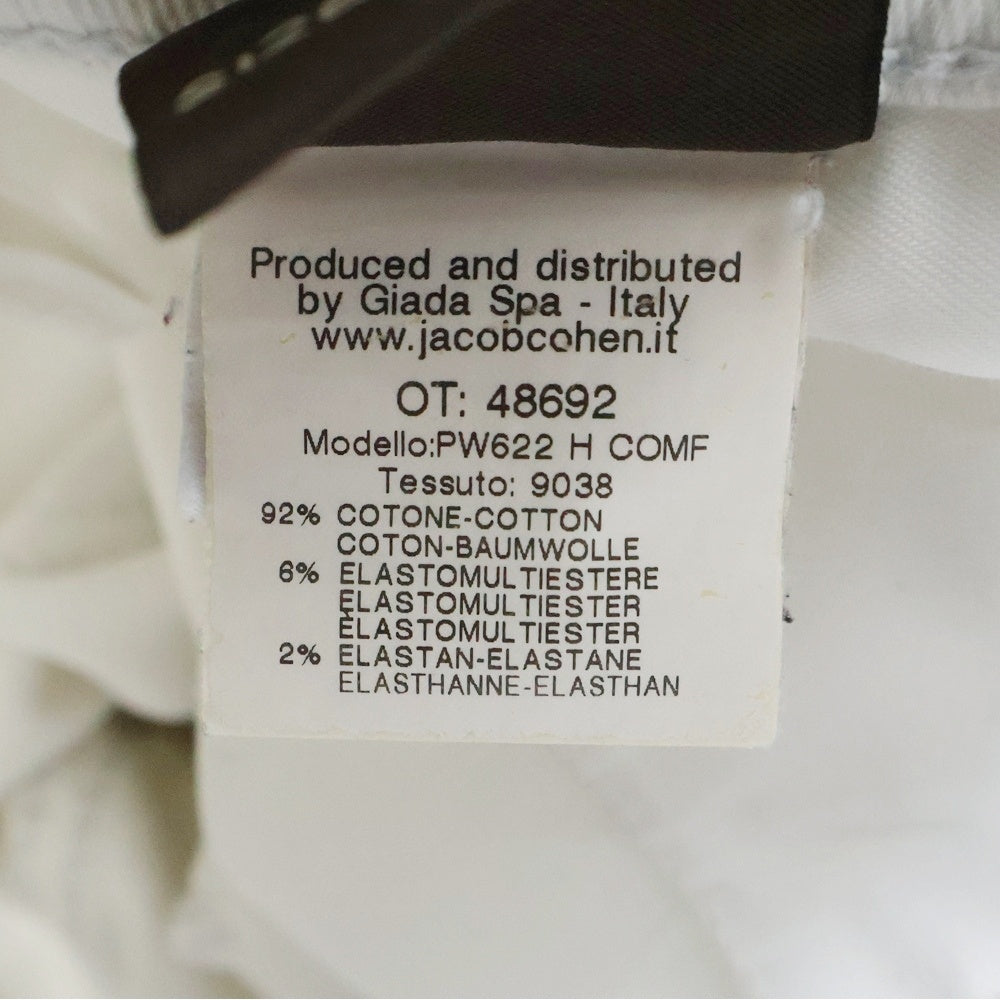 Produced and distributed
by Giada Spa - Italy
www.jacobcohen.it
OT: 48692
Modello:PW622 H COMF
Tessuto: 9038
92% COTONE-COTTON
COTON-BAUMWOLLE
6% ELASTOMULTIESTERE
ELASTOMULTIESTER
ELASTOMULTIESTER
2% ELASTAN-ELASTANE
ELASTHANNE-ELASTHAN